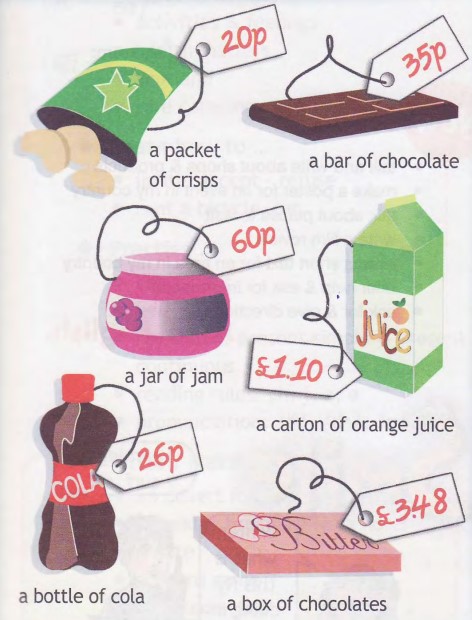 20p
35p
a packet
of crisps
a bar of chocolate
60p
juice
£1.10
a jar of jam
a carton of orange juice
26p
COLA
£3.48
Bitter
a bottle of cola
a box of chocolates